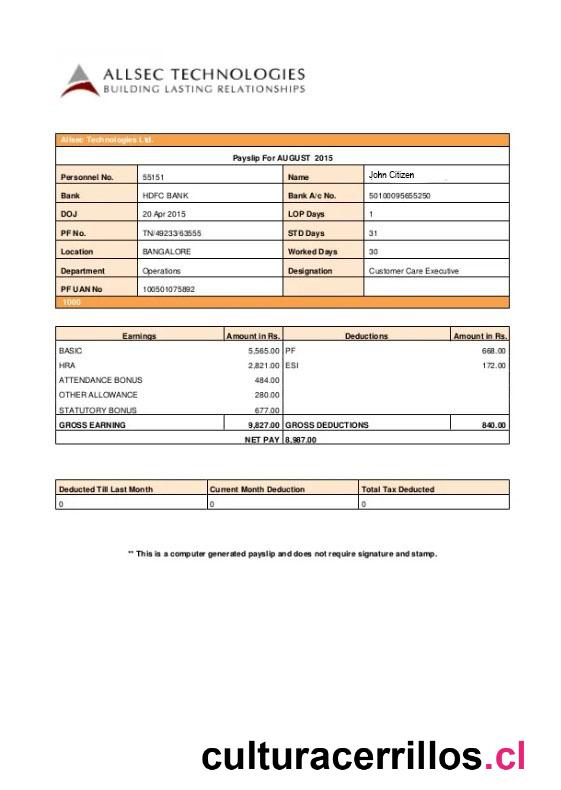 ALLSEC TECHNOLOGIES
BUILDING LASTING RELATIONSHIPS
Allsec Technologies Ltd.
Payslip For AUGUST 2015
Personnel No. 55151 Name John Citizen
Bank HDFC BANK Bank A/c No. 50100095655250
DOJ 20 Apr 2015 LOP Days 1
PF No. TN/49233/63555 STD Days 31
Location BANGALORE Worked Days 30
Department Operations Designation Customer Care Executive
PF UAN No 100501075892
1000
Earnings Amount in Rs. Deductions Amount in Rs.
BASIC 5,565.00 PF 668.00
HRA 2,821.00 ESI 172.00
ATTENDANCE BONUS 484.00
OTHER ALLOWANCE 280.00
STATUTORY BONUS 677.00
GROSS EARNING 9,827.00 GROSS DEDUCTIONS 840.00
NET PAY 8,987.00
Deducted Till Last Month Current Month Deduction Total Tax Deducted
0 0 0
** This is a computer generated payslip and does not require signature and stamp.
culturacerrillos.cl